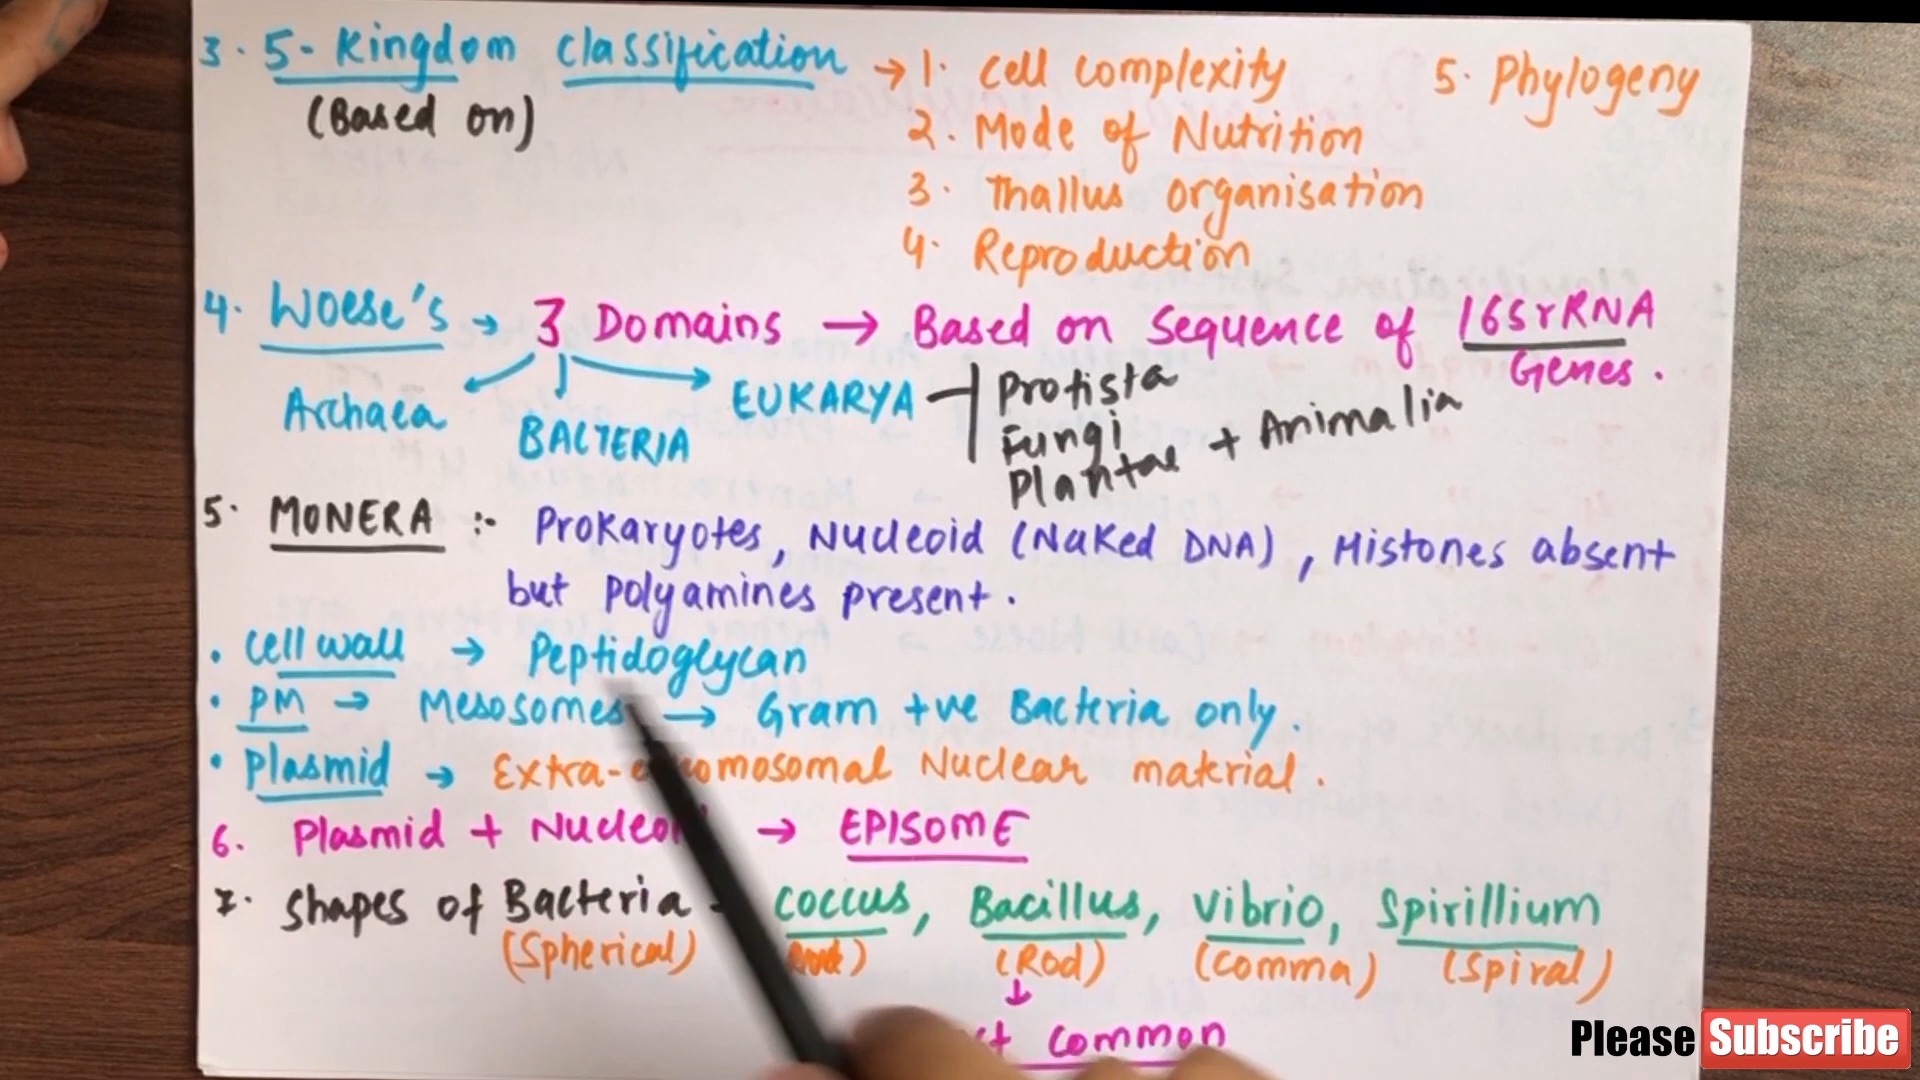 3. 5-Kingdom Classification → 1. Cell complexity 5. Phylogeny
(Based on)
2. Mode of Nutrition
3. Thallus organisation
4. Reproduction
4. Woese's → 3 Domains → Based on sequence of 16SrRNA
Genes.
Archaea BACTERIA EUKARYA Protista
Fungi
Plantae + Animalia
5. MONERA :- Prokaryotes, Nucleoid (Naked DNA), Histones absent
but polyamines present.
• Cell wall → Peptidoglycan
• PM → Mesosomes → Gram +ve Bacteria only.
• Plasmid → Extra- Nuclear material.
6. Plasmid + → EPISOME
7. Shapes of Bacteria - Coccus, Bacillus, Vibrio, Spirillium
(Spherical) (Rod) (Comma) (Spiral)
↓
common
Please Subscribe